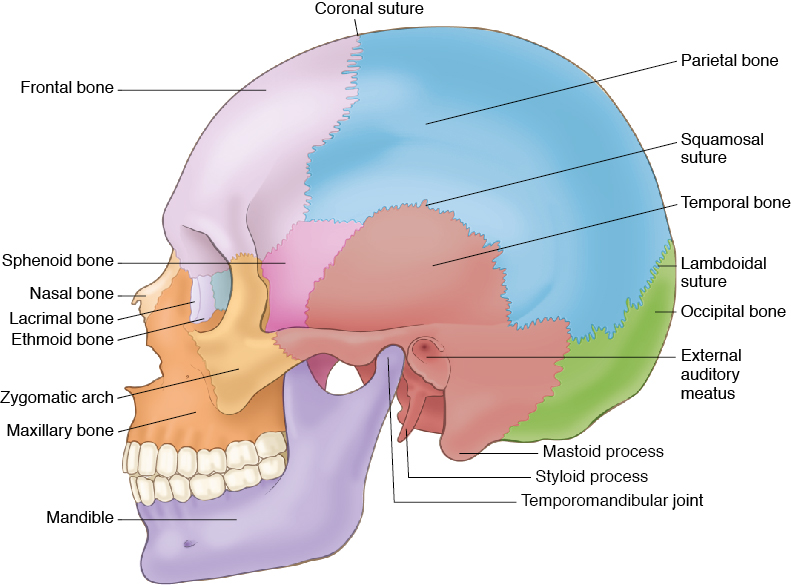 Coronal suture
Frontal bone
Parietal bone
Squamosal
suture
Temporal bone
Sphenoid bone
Lambdoidal
suture
Nasal bone
Occipital bone
Lacrimal bone
Ethmoid bone
External
auditory
meatus
Zygomatic arch
Maxillary bone
Mastoid process
Styloid process
Temporomandibular joint
Mandible